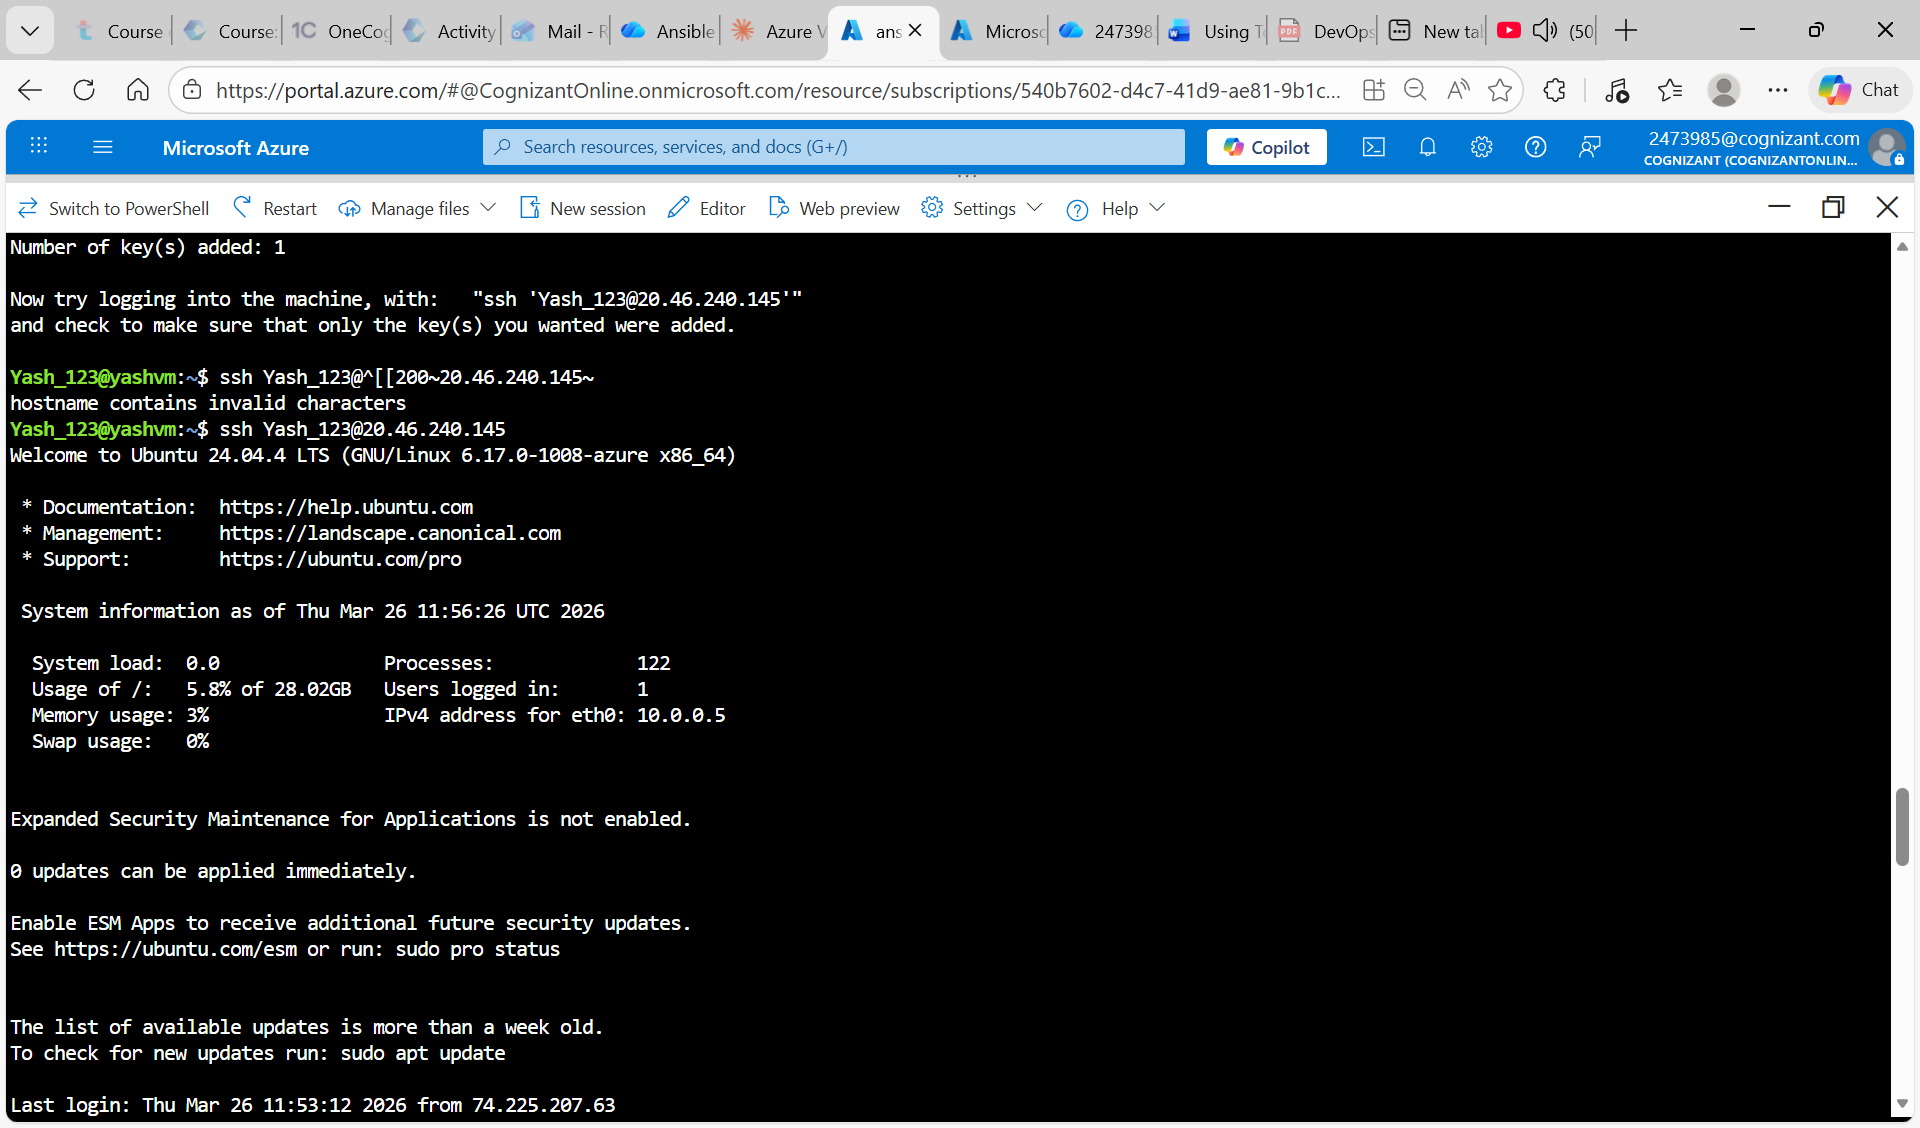 Course
Course:
OneCog
Activity
Mail - R
Ansible
Azure V
ans
Microso
247398
Using Te
PDF
DevOps
New tab
(50
https://portal.azure.com/#@CognizantOnline.onmicrosoft.com/resource/subscriptions/540b7602-d4c7-41d9-ae81-9b1c...
Chat
Microsoft Azure
Search resources, services, and docs (G+/)
Copilot
2473985@cognizant.com
COGNIZANT (COGNIZANTONLIN...
Switch to PowerShell
Restart
Manage files
New session
Editor
Web preview
Settings
Help
Number of key(s) added: 1
Now try logging into the machine, with:   "ssh 'Yash_123@20.46.240.145'"
and check to make sure that only the key(s) you wanted were added.
Yash_123@yashvm:~$ ssh Yash_123@^[[200~20.46.240.145~
hostname contains invalid characters
Yash_123@yashvm:~$ ssh Yash_123@20.46.240.145
Welcome to Ubuntu 24.04.4 LTS (GNU/Linux 6.17.0-1008-azure x86_64)
* Documentation:  https://help.ubuntu.com
* Management:     https://landscape.canonical.com
* Support:        https://ubuntu.com/pro
System information as of Thu Mar 26 11:56:26 UTC 2026
System load:  0.0               Processes:             122
Usage of /:   5.8% of 28.02GB   Users logged in:       1
Memory usage: 3%                IPv4 address for eth0: 10.0.0.5
Swap usage:   0%
Expanded Security Maintenance for Applications is not enabled.
0 updates can be applied immediately.
Enable ESM Apps to receive additional future security updates.
See https://ubuntu.com/esm or run: sudo pro status
The list of available updates is more than a week old.
To check for new updates run: sudo apt update
Last login: Thu Mar 26 11:53:12 2026 from 74.225.207.63